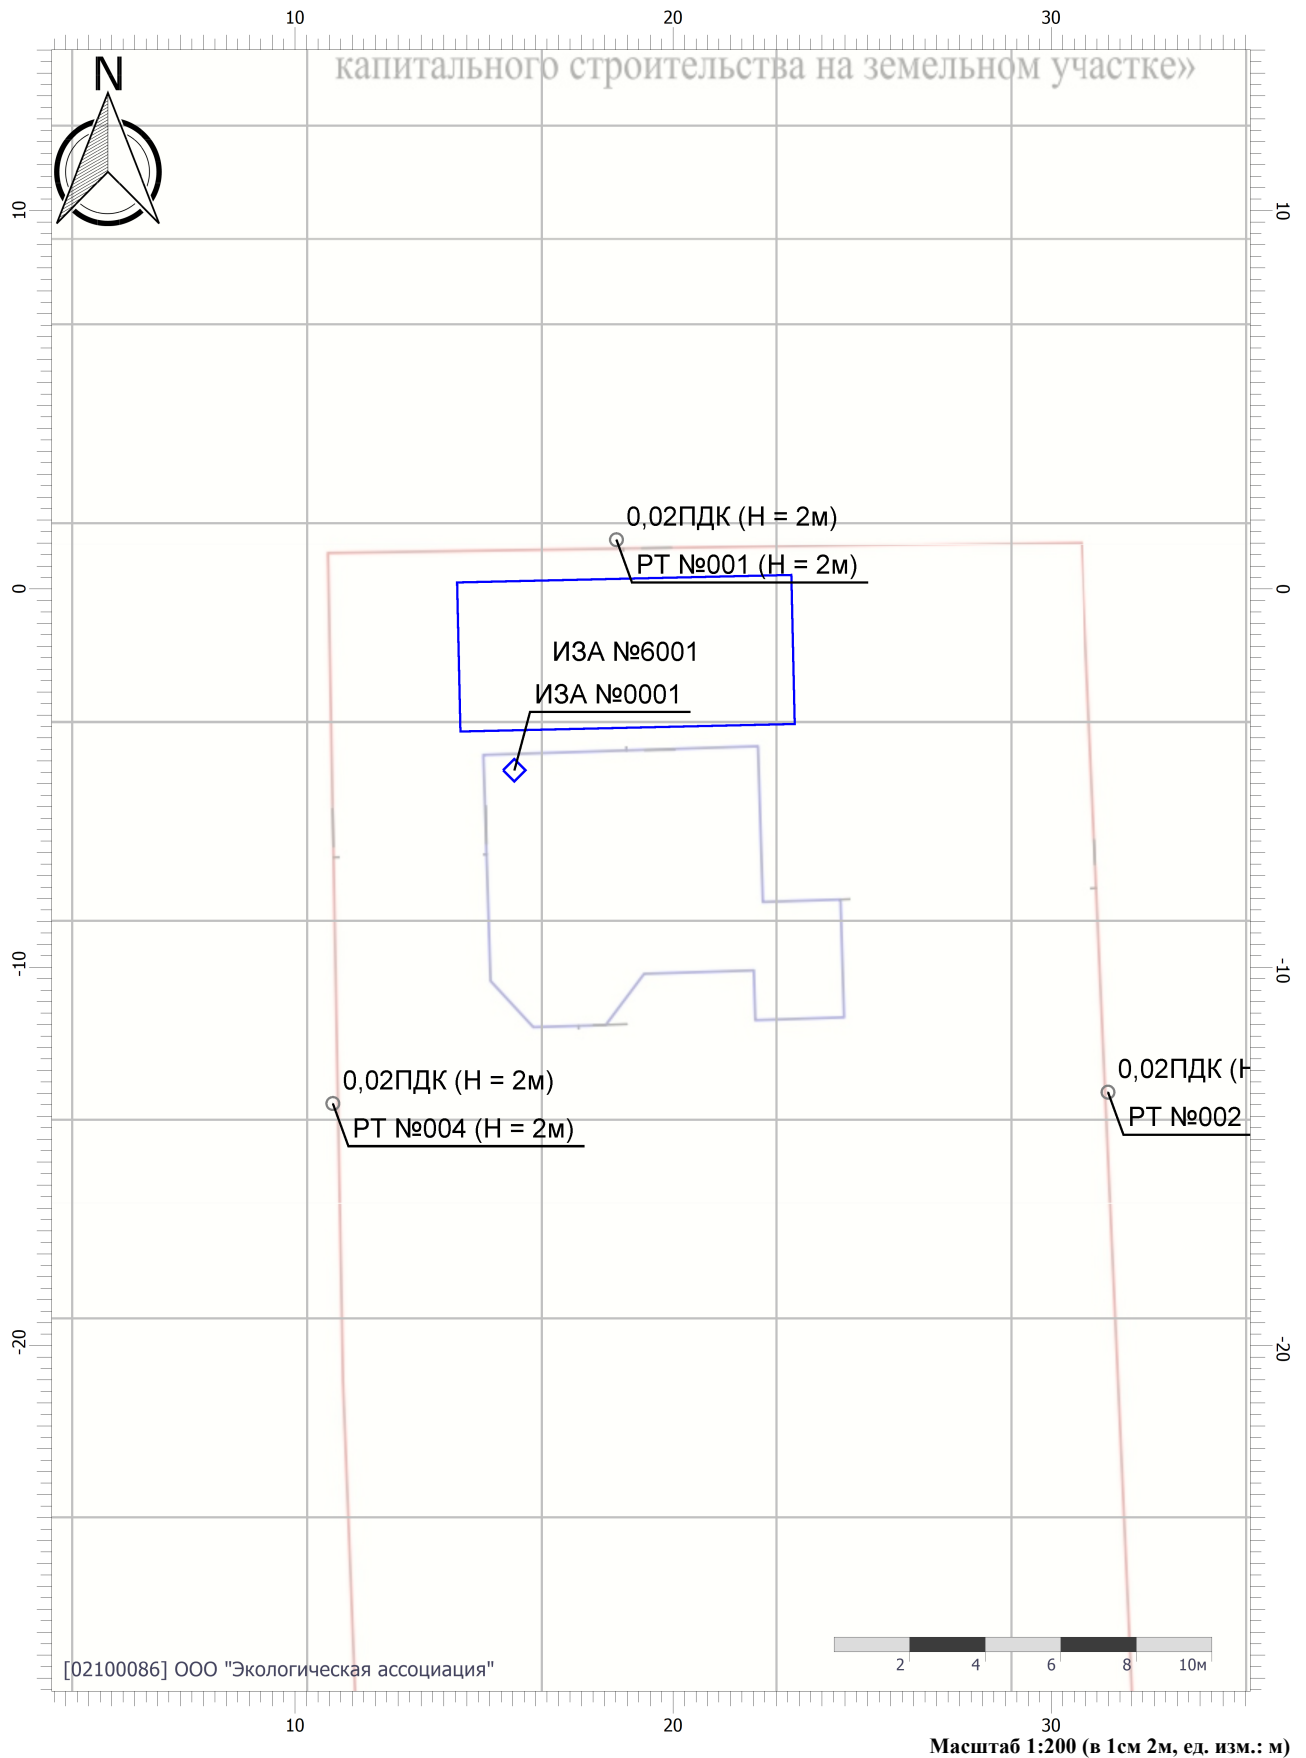 10 20 30
капитального строительства на земельном участке»
N
10 10
0,02ПДК (Н = 2м)
РТ №001 (Н = 2м)
0 0
ИЗА №6001
ИЗА №0001
-10 -10
0,02ПДК (Н
0,02ПДК (Н = 2м)
РТ №002
РТ №004 (Н = 2м)
-20 -20
2 4 6 8 10м
[02100086] ООО "Экологическая ассоциация"
10 20 30
Масштаб 1:200 (в 1см 2м, ед. изм.: м)